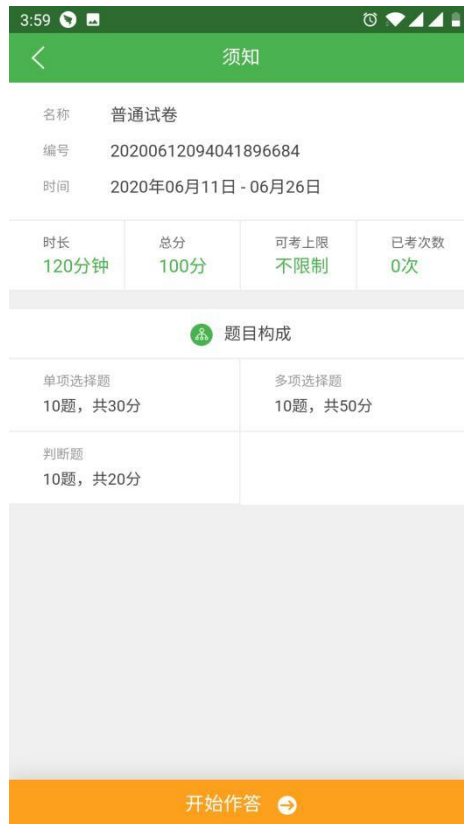 3:59
须知
名称 普通试卷
编号 20200612094041896684
时间 2020年06月11日 - 06月26日
时长 总分 可考上限 已考次数
120分钟 100分 不限制 0次
题目构成
单项选择题 多项选择题
10题，共30分 10题，共50分
判断题
10题，共20分
开始作答